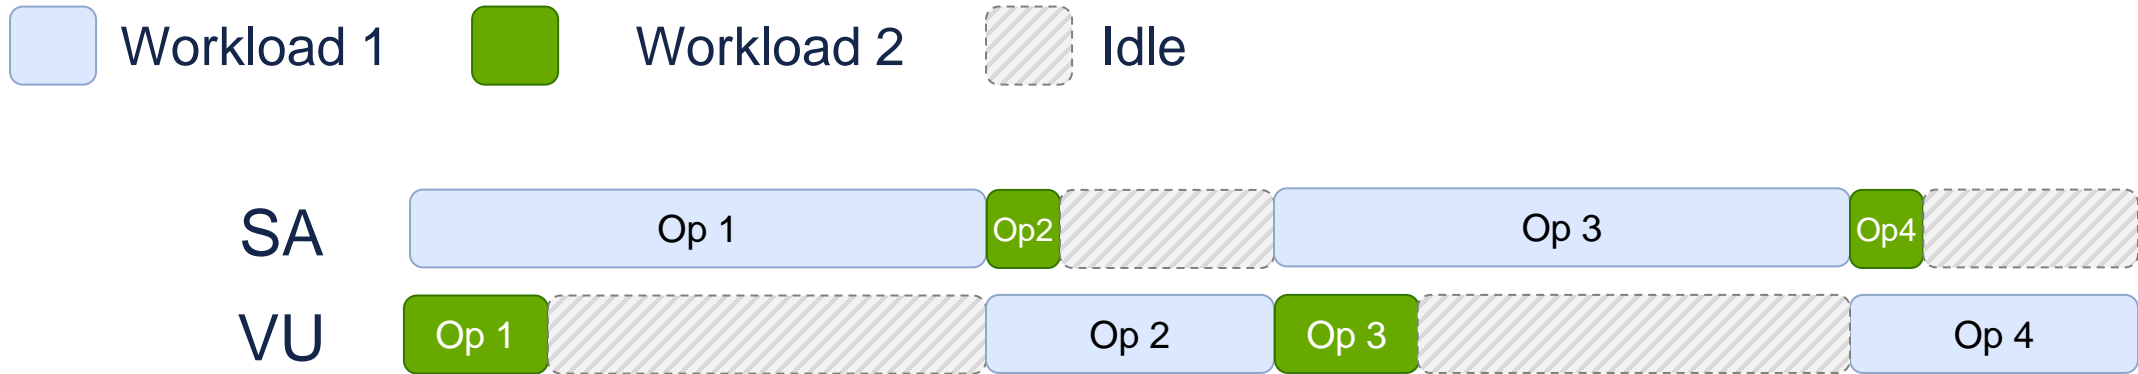 Workload 1 Workload 2 Idle
SA Op 1 Op2 Op 3 Op4
VU Op 1 Op 2 Op 3 Op 4